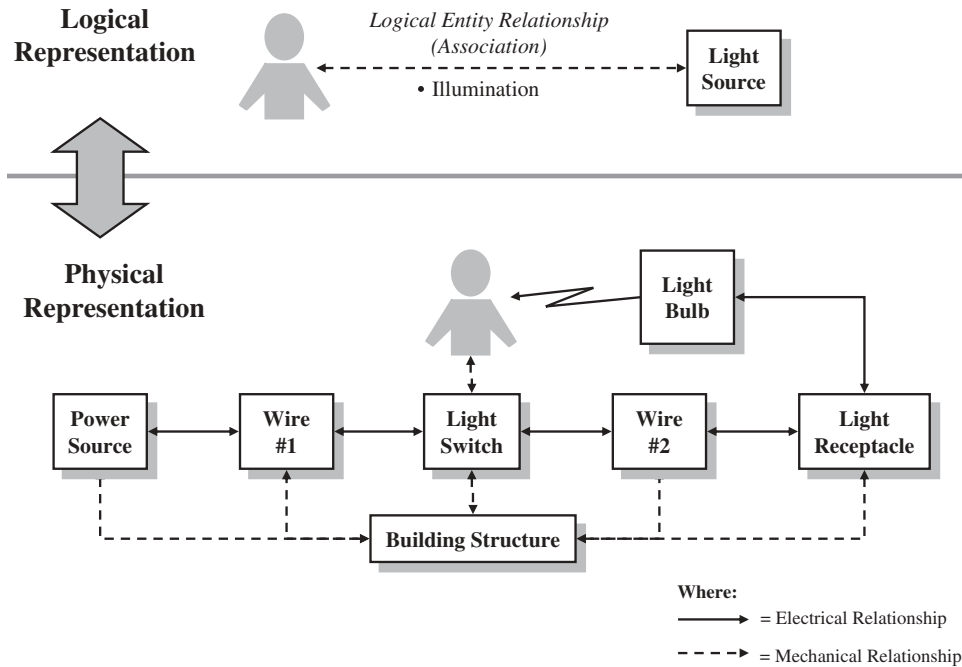 Logical
Representation
Logical Entity Relationship
(Association)
• Illumination
Light
Source
Physical
Representation
Light
Bulb
Power
Source
Wire
#1
Light
Switch
Wire
#2
Light
Receptacle
Building Structure
Where:
= Electrical Relationship
= Mechanical Relationship